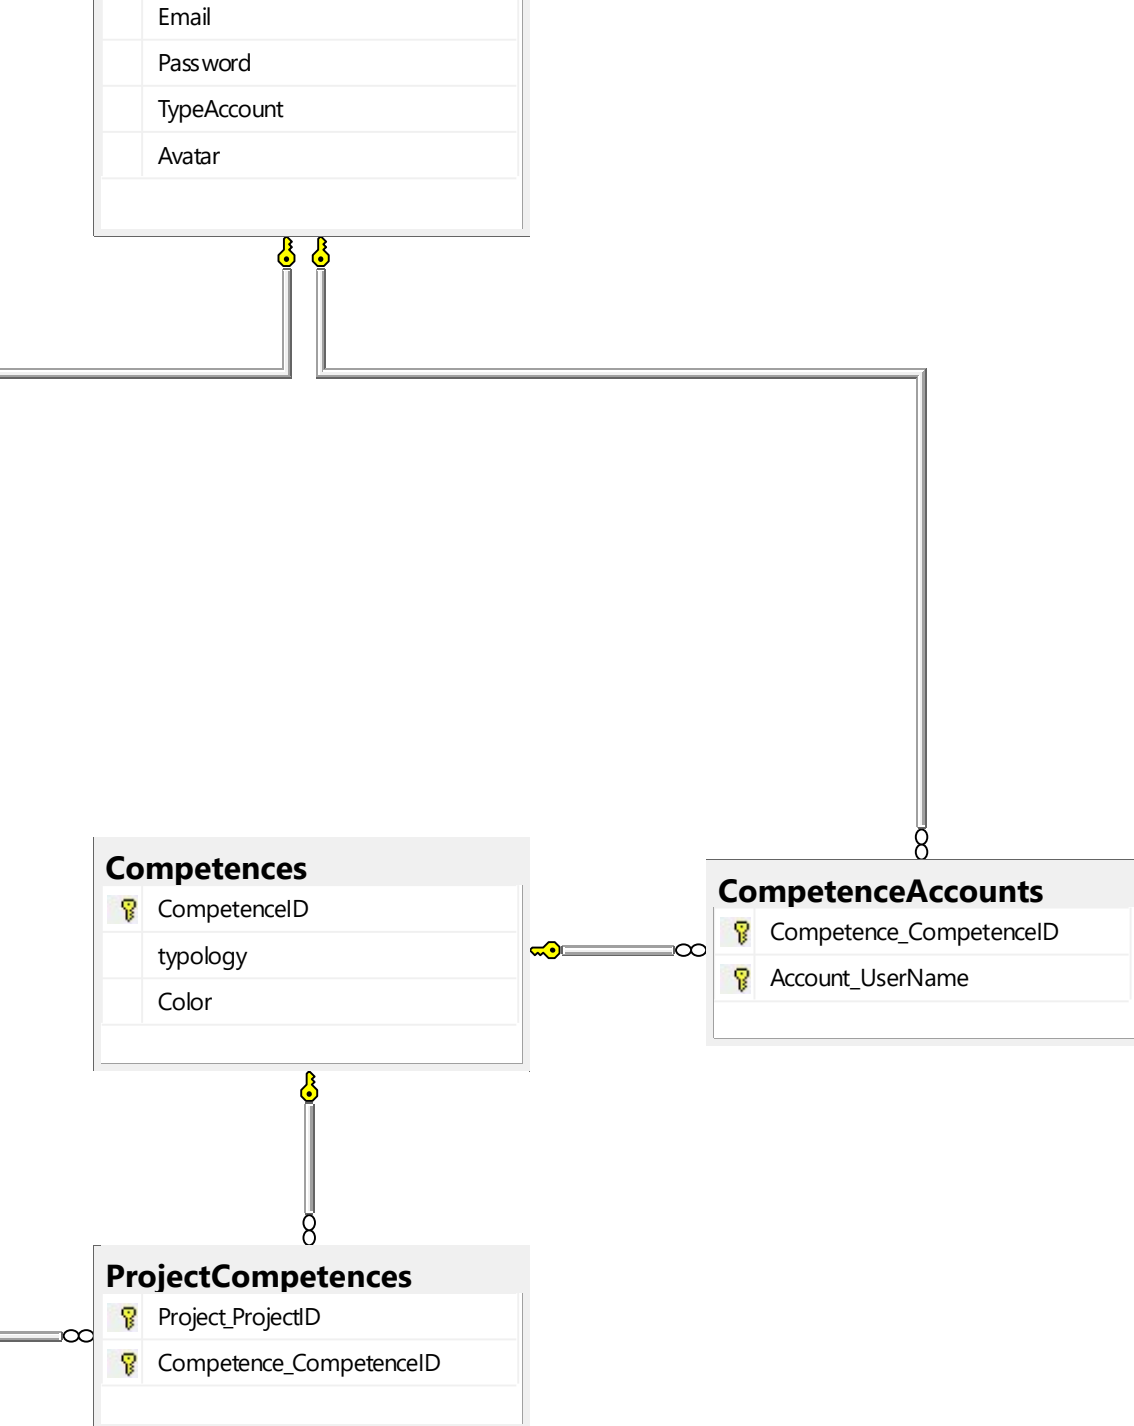 Email
Password
TypeAccount
Avatar
Competences
CompetenceID
typology
Color
CompetenceAccounts
Competence_CompetenceID
Account_UserName
ProjectCompetences
Project_ProjectID
Competence_CompetenceID